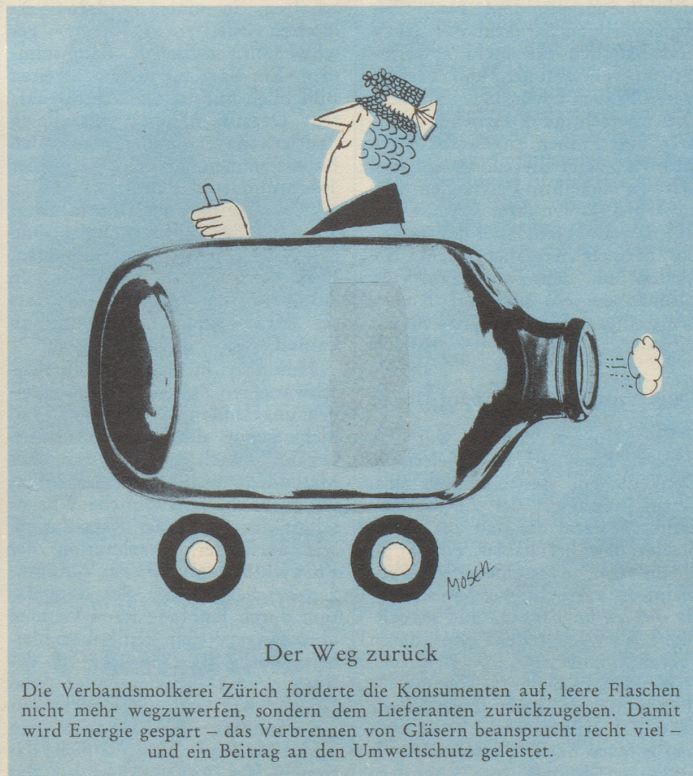 MOSER
Der Weg zurück
Die Verbandsmolkerei Zürich forderte die Konsumenten auf, leere Flaschen
nicht mehr wegzuwerfen, sondern dem Lieferanten zurückzugeben. Damit
wird Energie gespart – das Verbrennen von Gläsern beansprucht recht viel –
und ein Beitrag an den Umweltschutz geleistet.